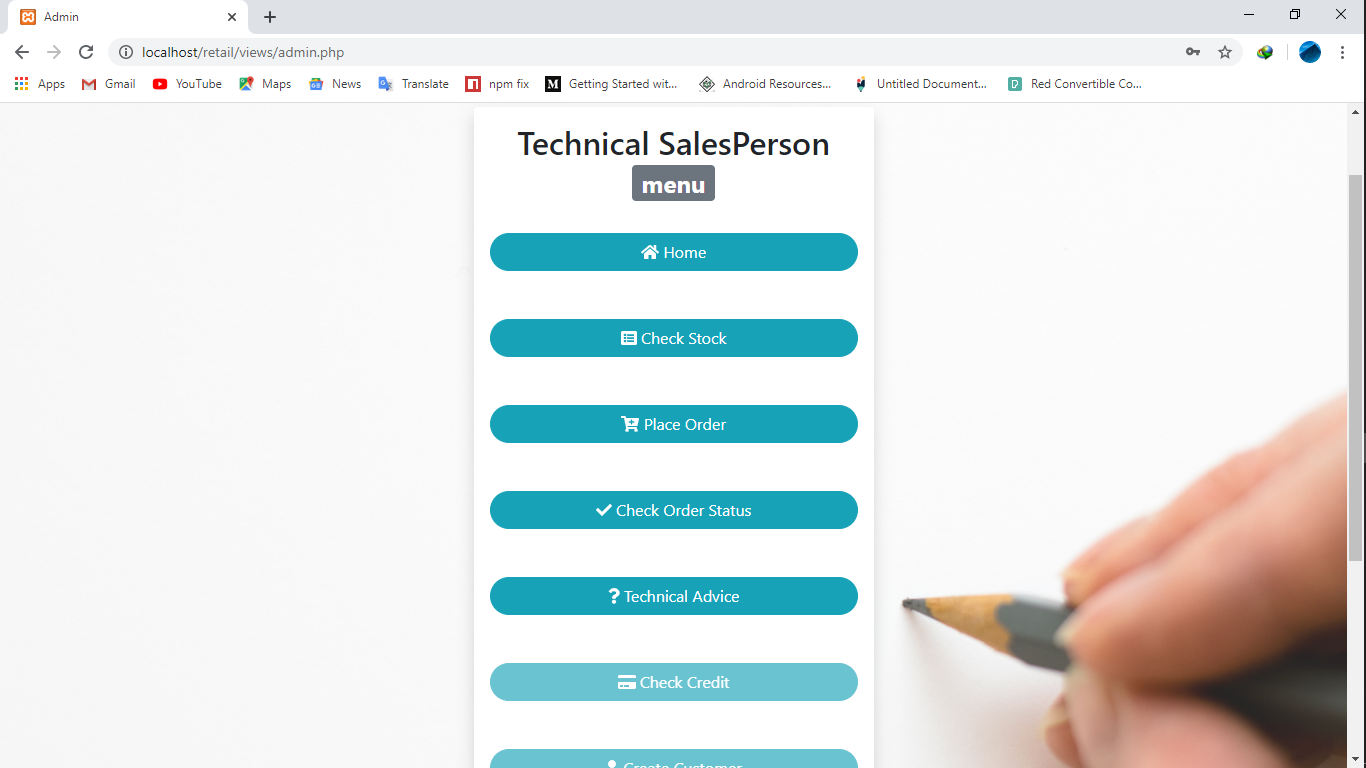 Admin
localhost/retail/views/admin.php
Apps Gmail YouTube Maps News Translate npm fix Getting Started wit... Android Resources... Untitled Document... Red Convertible Co...
Technical SalesPerson
menu
Home
Check Stock
Place Order
Check Order Status
Technical Advice
Check Credit
Create Customer